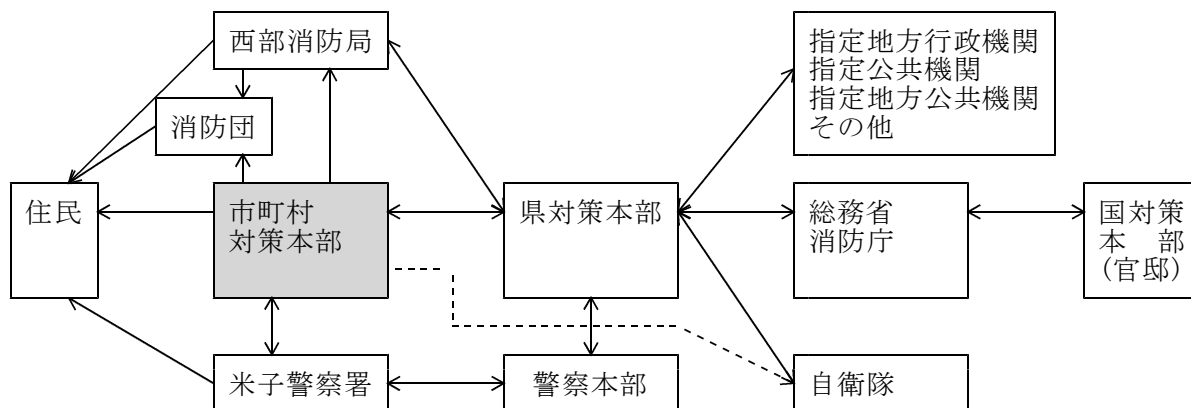 西部消防局
指定地方行政機関
指定公共機関
指定地方公共機関
その他
消防団
住民
市町村
対策本部
県対策本部
総務省
消防庁
国対策
本部
(官邸)
米子警察署
警察本部
自衛隊